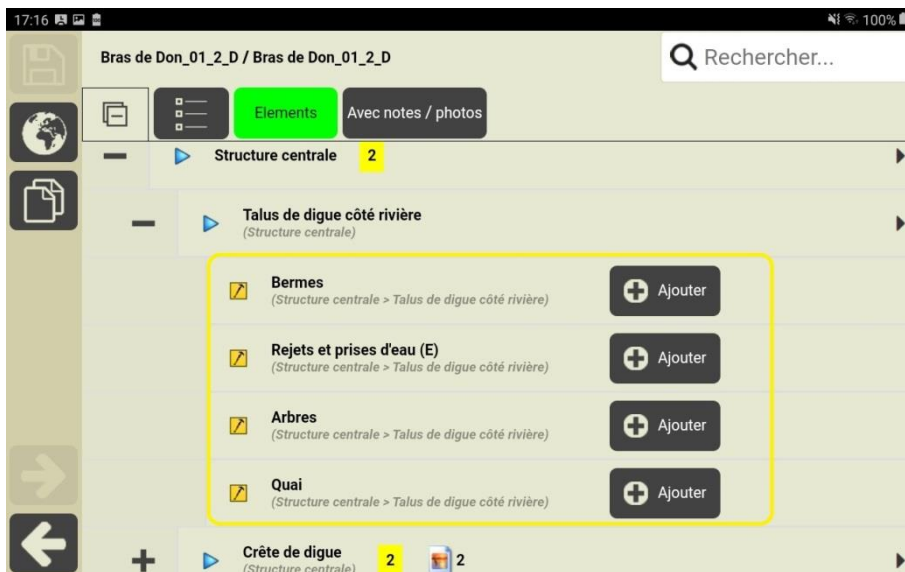 17:16 100%
Bras de Don_01_2_D / Bras de Don_01_2_D Rechercher...
Elements Avec notes / photos
Structure centrale 2
Talus de digue côté rivière
(Structure centrale)
Bermes
(Structure centrale > Talus de digue côté rivière)
Ajouter
Rejets et prises d'eau (E)
(Structure centrale > Talus de digue côté rivière)
Ajouter
Arbres
(Structure centrale > Talus de digue côté rivière)
Ajouter
Quai
(Structure centrale > Talus de digue côté rivière)
Ajouter
Crête de digue 2 2
(Structure centrale)